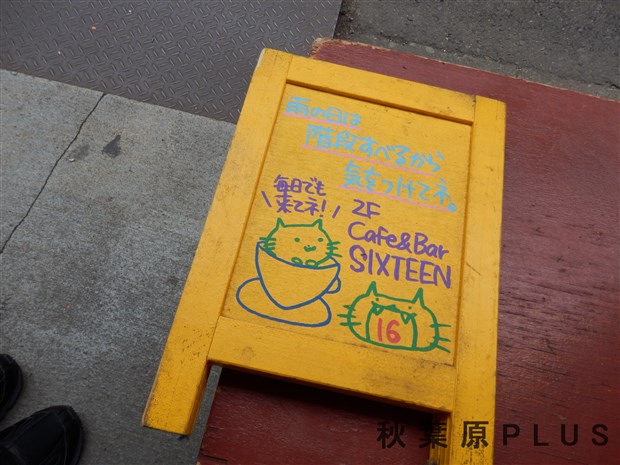 雨の日は
階段すべるから
気をつけてネ。
毎日でも
来てネ!
2F
Cafe&Bar
SIXTEEN
16
秋葉原PLUS